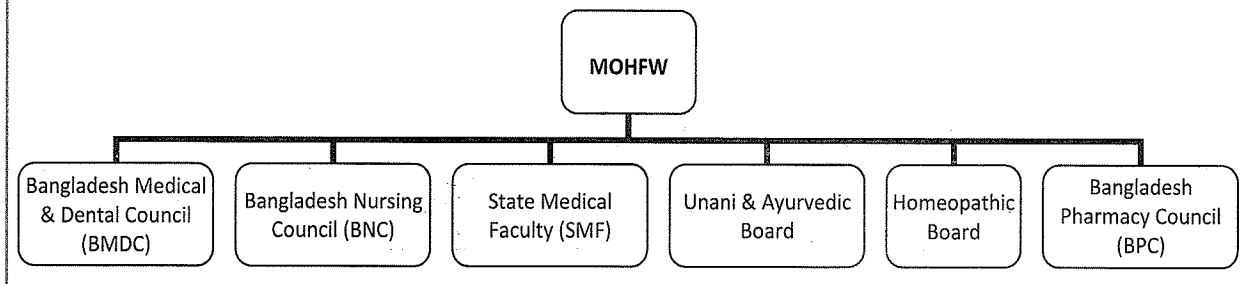 MOHFW
Bangladesh Medical
& Dental Council
(BMDC)
Bangladesh Nursing
Council (BNC)
State Medical
Faculty (SMF)
Unani & Ayurvedic
Board
Homeopathic
Board
Bangladesh
Pharmacy Council
(BPC)